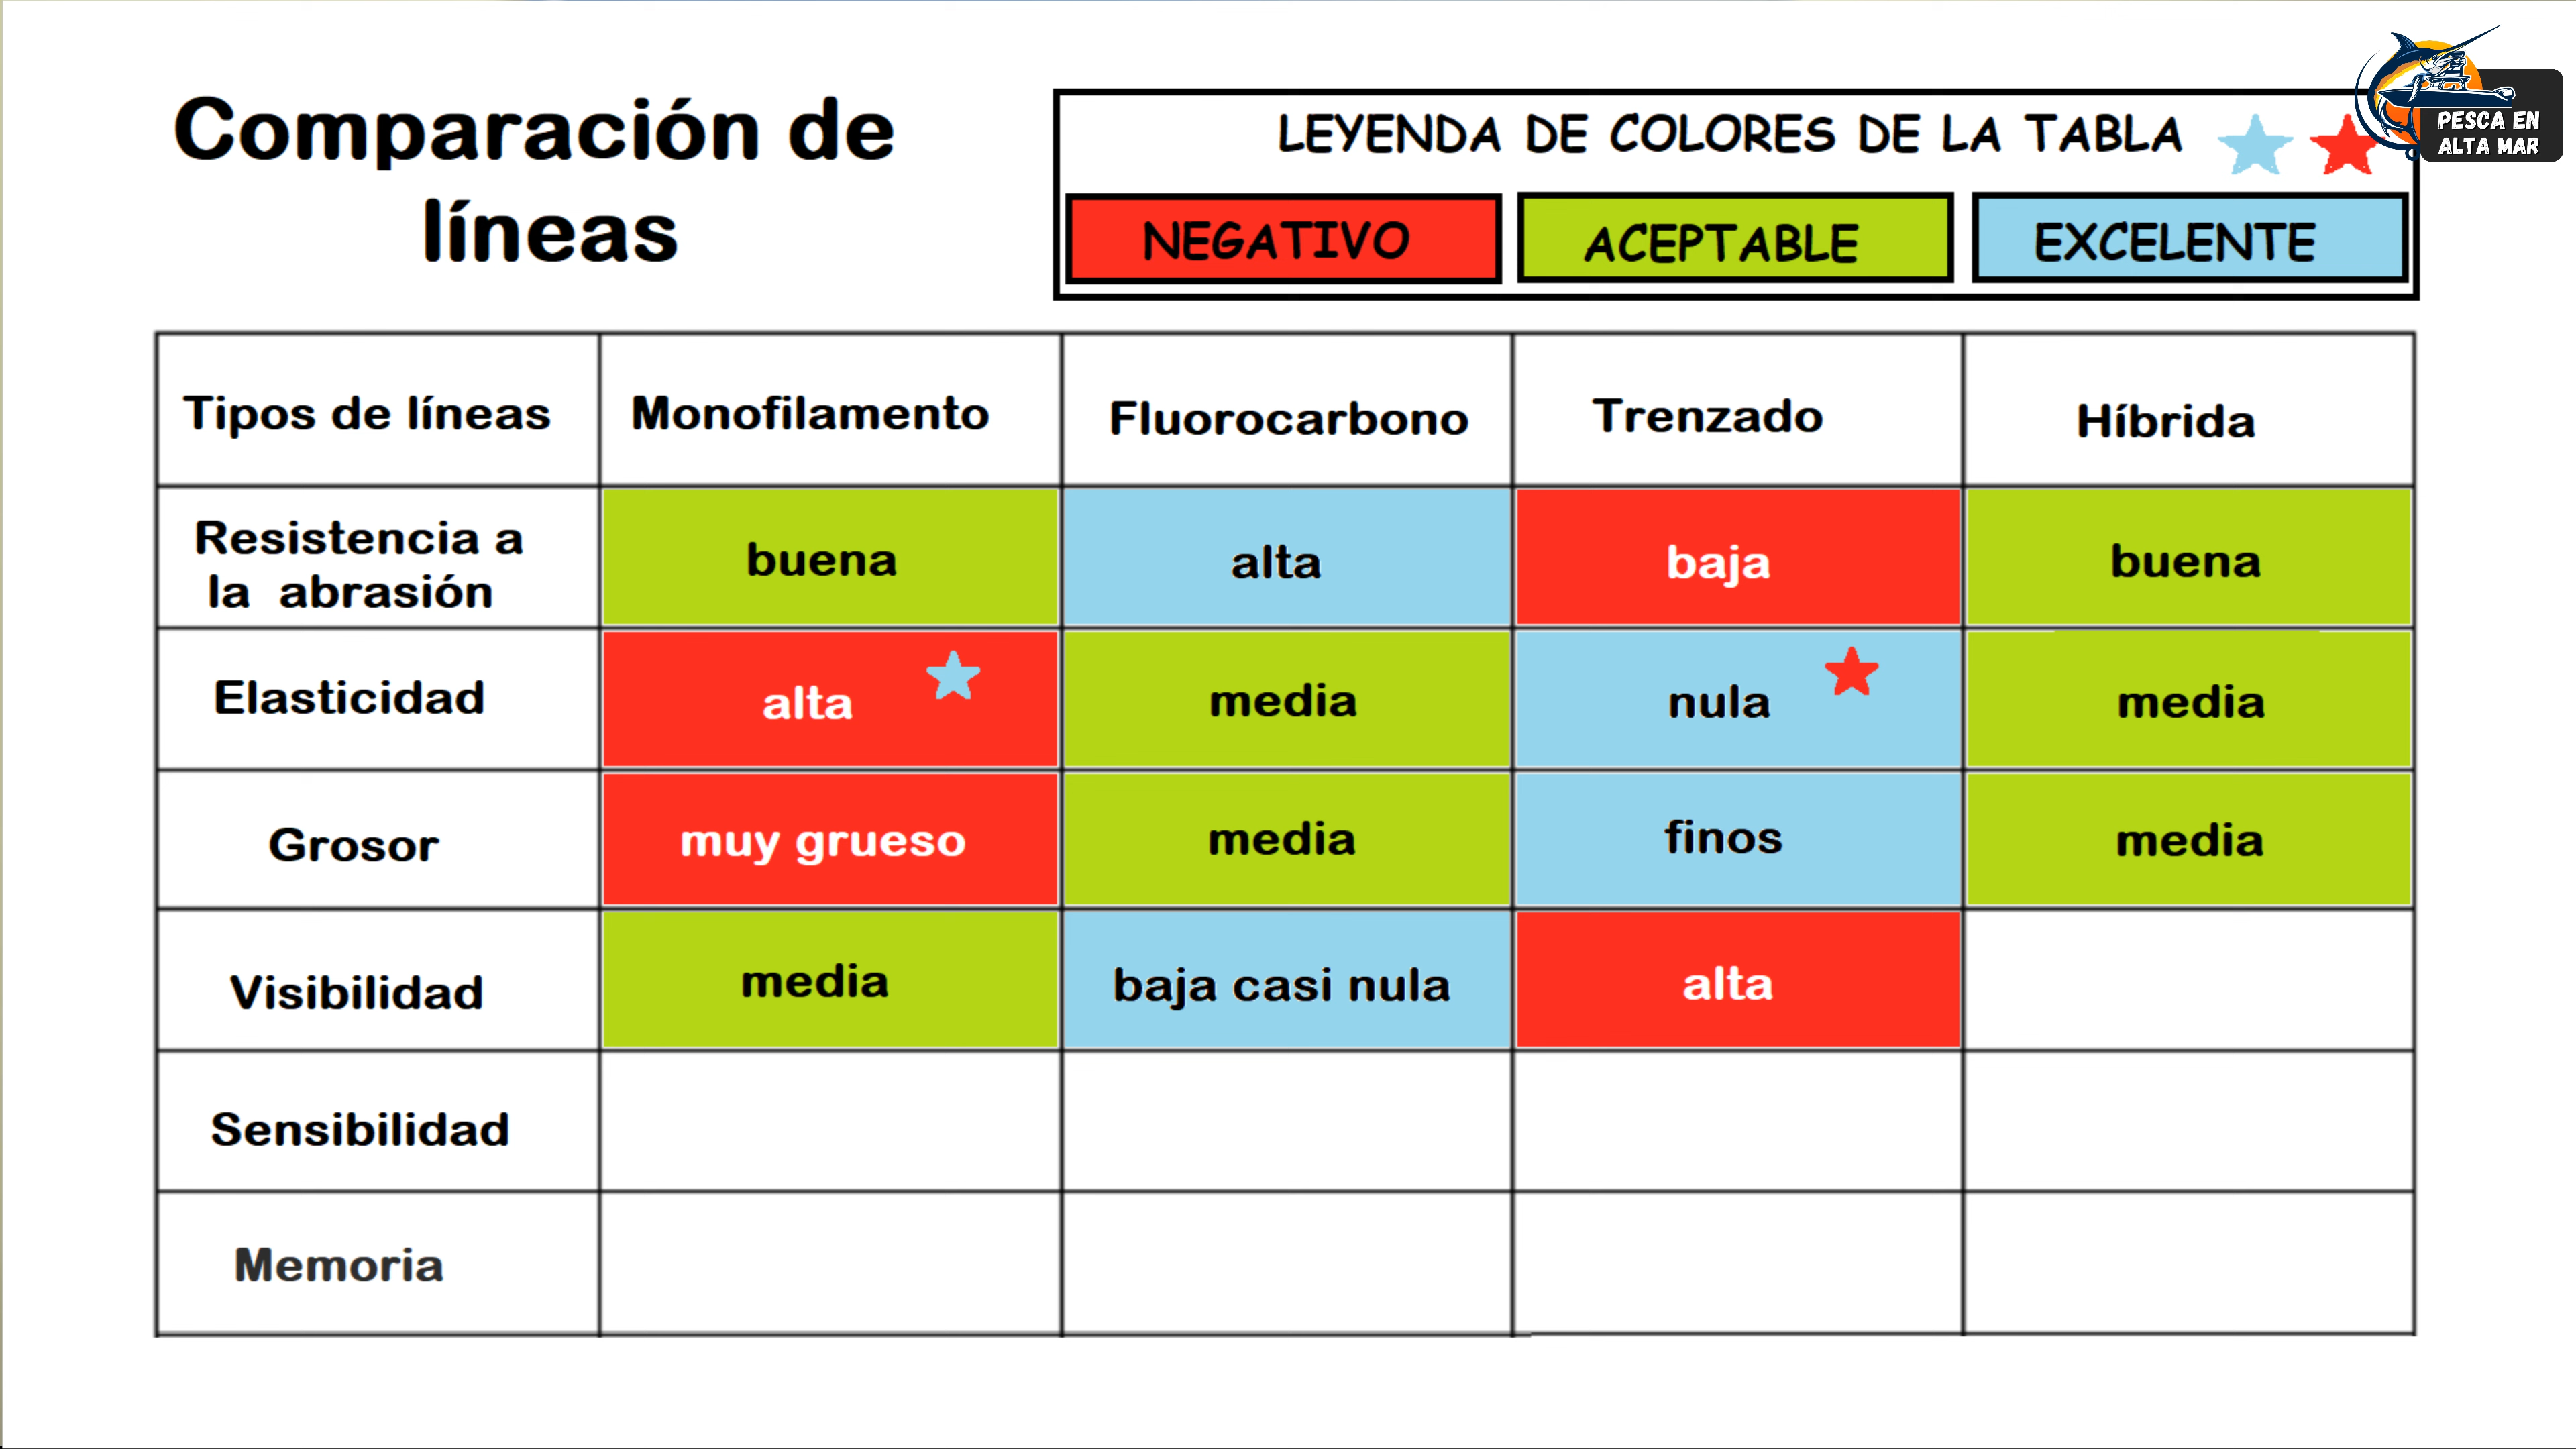 Comparación de
líneas
LEYENDA DE COLORES DE LA TABLA
PESCA EN
ALTA MAR
NEGATIVO
ACEPTABLE
EXCELENTE
Tipos de líneas
Monofilamento
Fluorocarbono
Trenzado
Híbrida
Resistencia a
la abrasión
buena
alta
baja
buena
Elasticidad
alta
media
nula
media
Grosor
muy grueso
media
finos
media
Visibilidad
media
baja casi nula
alta
Sensibilidad
Memoria